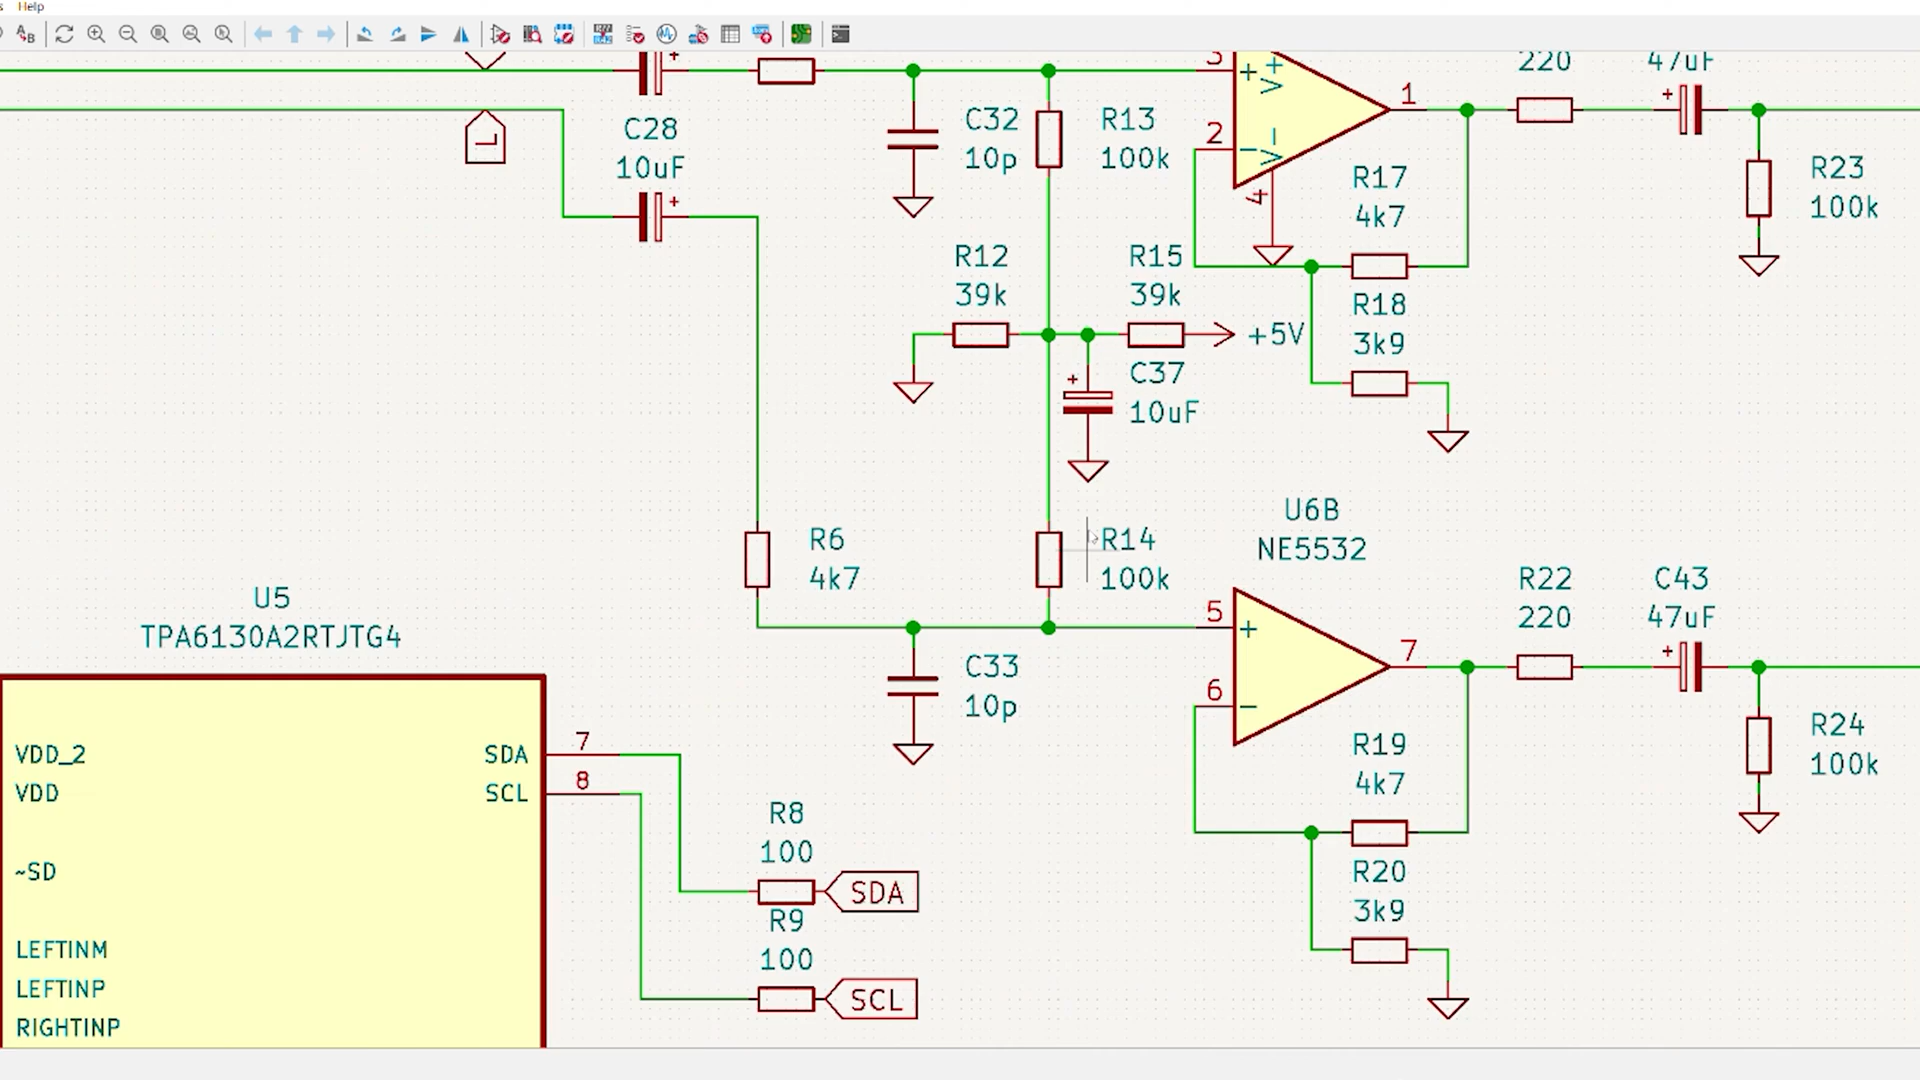 Help
C28
10uF
C32
10p
R13
100k
3
+
V+
2
−
V−
4
1
220
47uF
R17
4k7
R23
100k
L
R12
39k
R15
39k
+5V
R18
3k9
+
C37
10uF
U6B
NE5532
R6
4k7
R14
100k
U5
TPA6130A2RTJTG4
5
+
6
−
7
R22
220
C43
47uF
C33
10p
R19
4k7
R24
100k
VDD_2
VDD
~SD
LEFTINM
LEFTINP
RIGHTINP
SDA
SCL
7
8
R8
100
SDA
R9
100
SCL
R20
3k9